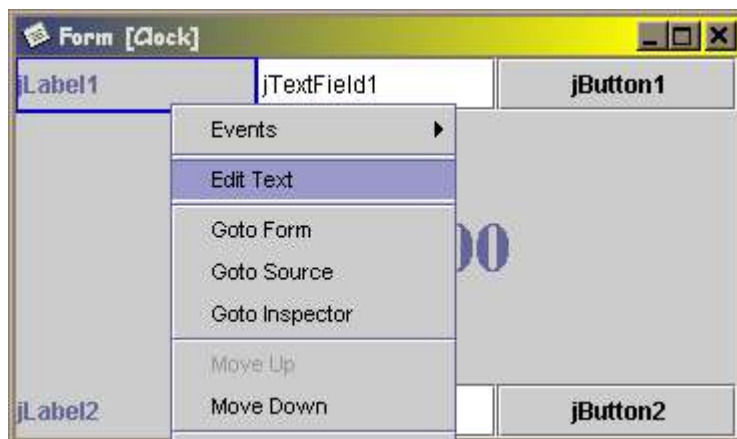 Form [Clock]
jLabel1 jTextField1 jButton1
Events
Edit Text
Goto Form
00
Goto Source
Goto Inspector
Move Up
Move Down
jLabel2 jButton2